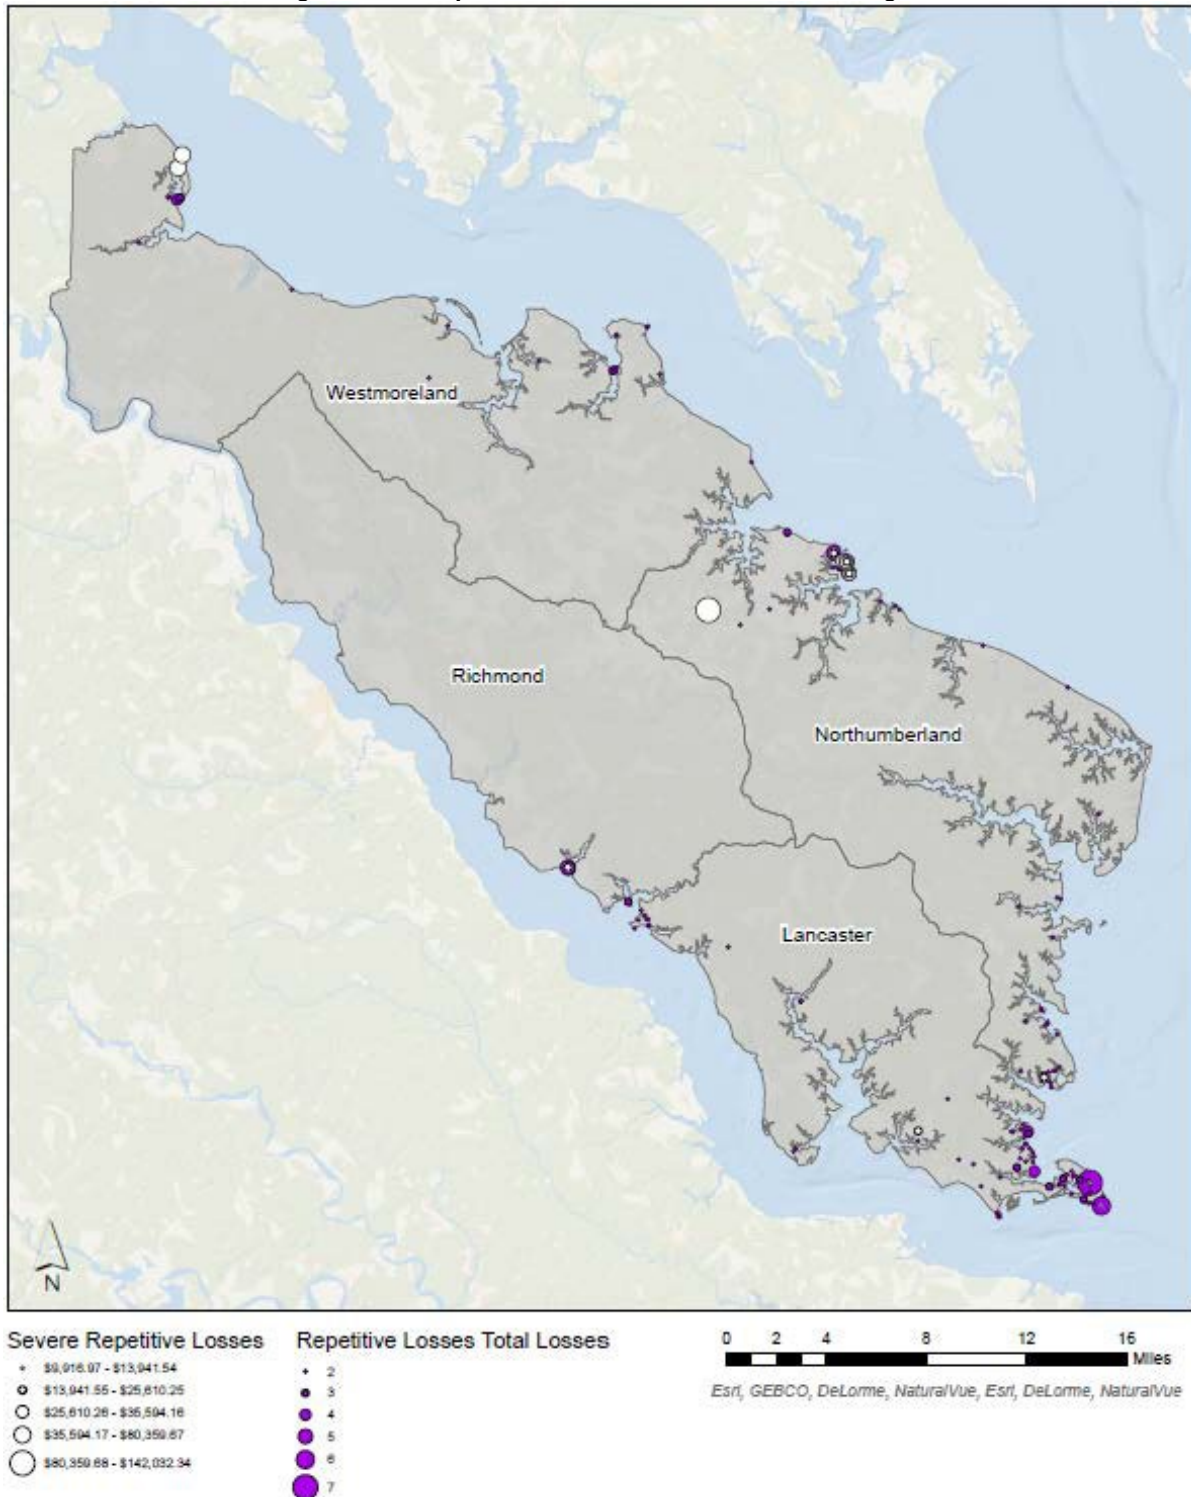 Westmoreland
Richmond
Northumberland
Lancaster
N
Severe Repetitive Losses
$9,916.97 - $13,941.54
$13,941.55 - $25,610.25
$25,610.26 - $35,594.16
$35,594.17 - $80,359.67
$80,359.68 - $142,032.34
Repetitive Losses Total Losses
2
3
4
5
6
7
0 2 4 8 12 16
Miles
Esri, GEBCO, DeLorme, NaturalVue, Esri, DeLorme, NaturalVue